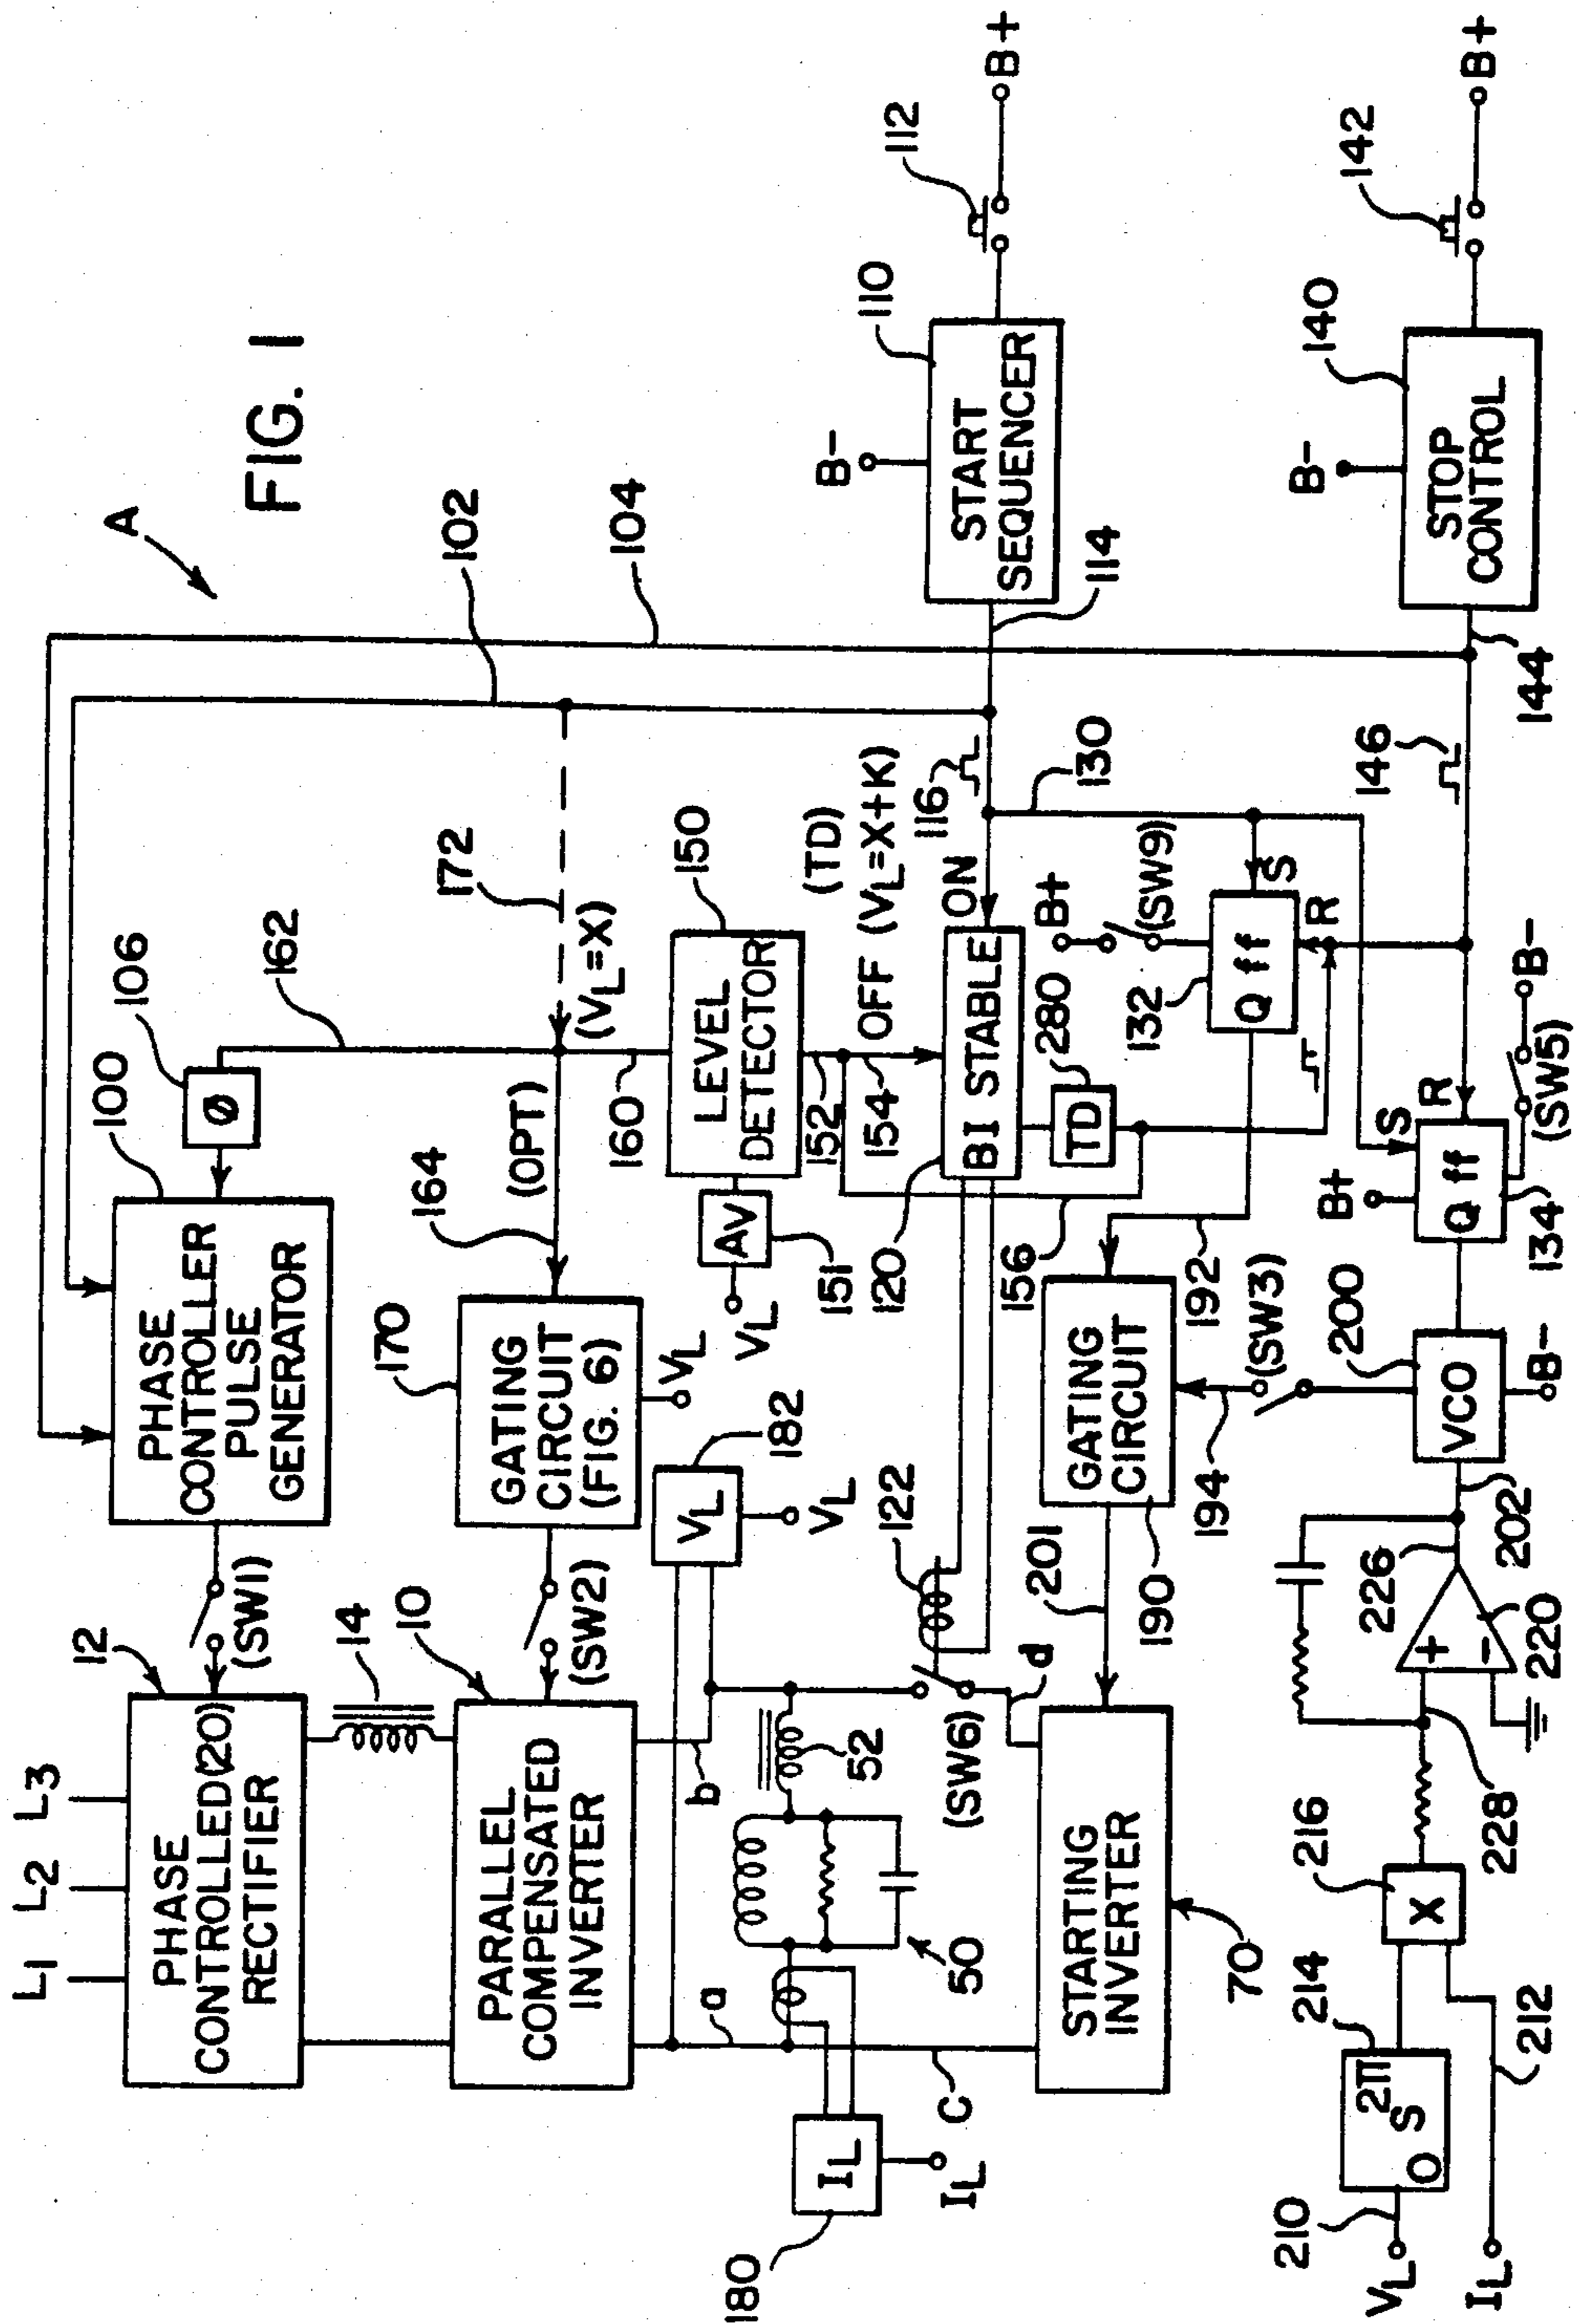 FIG. 1
A
L1
L2
L3
12
PHASE
CONTROLLED(20)
RECTIFIER
(SW1)
100
PHASE
CONTROLLER
PULSE
GENERATOR
106
Ø
162
102
104
14
10
PARALLEL
COMPENSATED
INVERTER
(SW2)
170
GATING
CIRCUIT
(FIG. 6)
VL
164
(OPT)
172
(VL=X)
160
150
LEVEL
DETECTOR
AV
151
VL
152
154
OFF (VL=X+K)
(TD)
182
VL
VL
b
a
52
50
180
IL
IL
C
d
(SW6)
122
120
BI STABLE
ON
116
114
110
START
SEQUENCER
B-
112
B+
130
280
TD
156
B+
(SW9)
132
Q ff
S
R
192
STARTING
INVERTER
70
201
GATING
CIRCUIT
190
194
(SW3)
200
VCO
B-
B+
134
Q ff
S
R
(SW5)
B-
146
144
140
STOP
CONTROL
B-
142
B+
VL
210
IL
212
214
2π
S
O
216
X
228
+
-
220
226
202